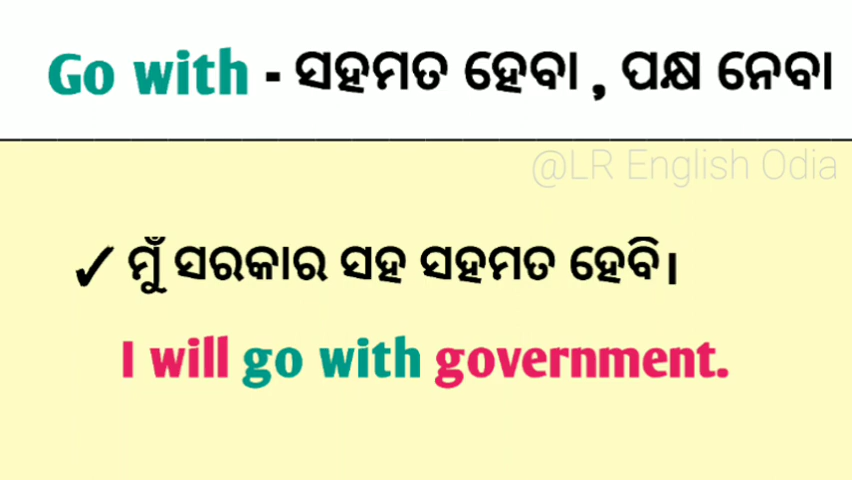 Go with - ସହମତ ହେବା , ପକ୍ଷ ନେବା
@LR English Odia
✓ ମୁଁ ସରକାର ସହ ସହମତ ହେବି।
I will go with government.